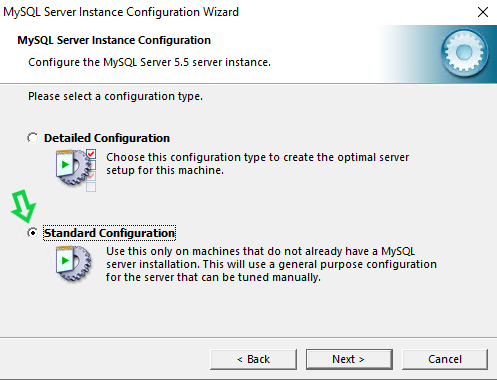 MySQL Server Instance Configuration Wizard
MySQL Server Instance Configuration
Configure the MySQL Server 5.5 server instance.
Please select a configuration type.
Detailed Configuration
Choose this configuration type to create the optimal server
setup for this machine.
Standard Configuration
Use this only on machines that do not already have a MySQL
server installation. This will use a general purpose configuration
for the server that can be tuned manually.
< Back
Next >
Cancel